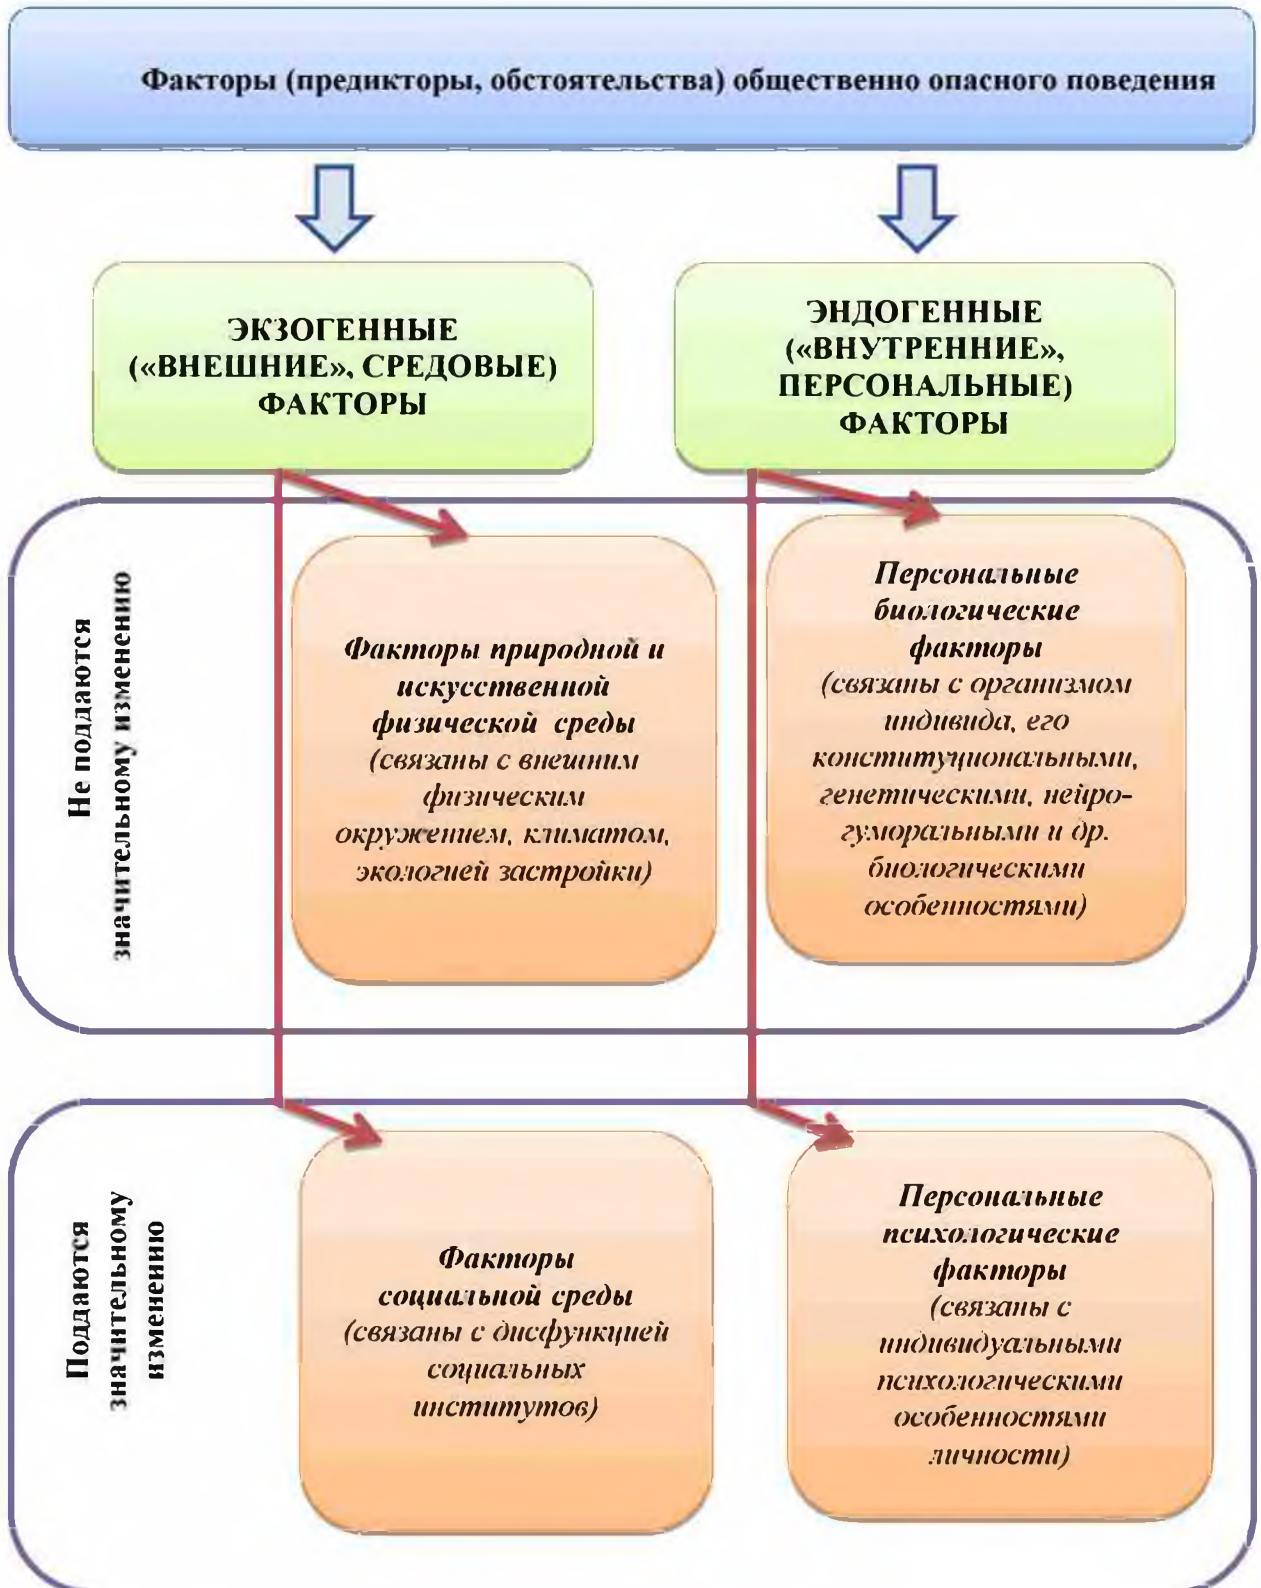 Факторы (предикторы, обстоятельства) общественно опасного поведения
ЭКЗОГЕННЫЕ
(«ВНЕШНИЕ», СРЕДОВЫЕ)
ФАКТОРЫ
ЭНДОГЕННЫЕ
(«ВНУТРЕННИЕ»,
ПЕРСОНАЛЬНЫЕ)
ФАКТОРЫ
Не поддаются
значительному изменению
Факторы природной и
искусственной
физической среды
(связаны с внешним
физическим
окружением, климатом,
экологией застройки)
Персональные
биологические
факторы
(связаны с организмом
индивида, его
конституциональными,
генетическими, нейро-
гуморальными и др.
биологическими
особенностями)
Поддаются
значительному
изменению
Факторы
социальной среды
(связаны с дисфункцией
социальных
институтов)
Персональные
психологические
факторы
(связаны с
индивидуальными
психологическими
особенностями
личности)